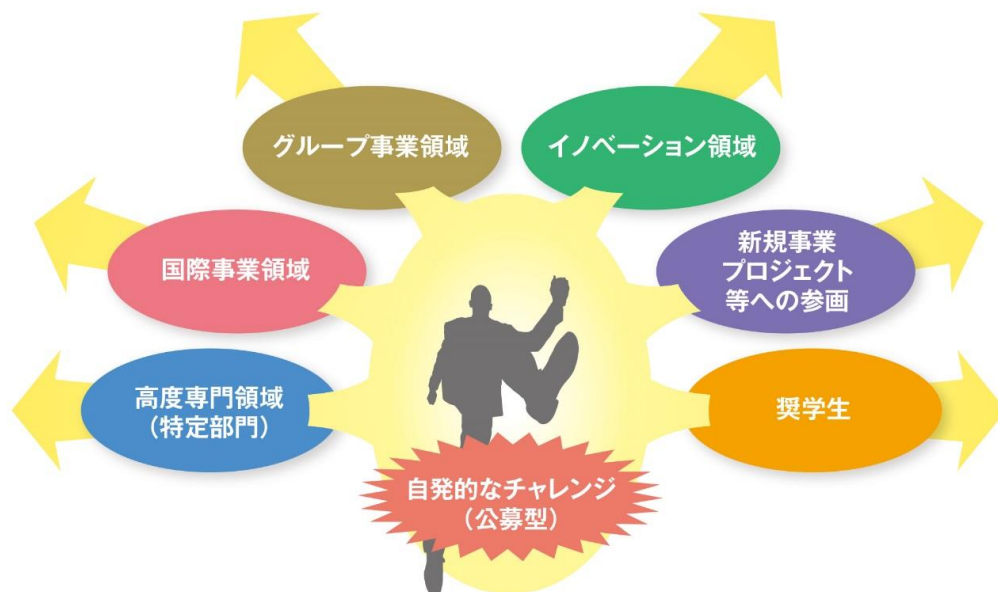 グループ事業領域
イノベーション領域
国際事業領域
新規事業
プロジェクト
等への参画
高度専門領域
（特定部門）
奨学生
自発的なチャレンジ
（公募型）